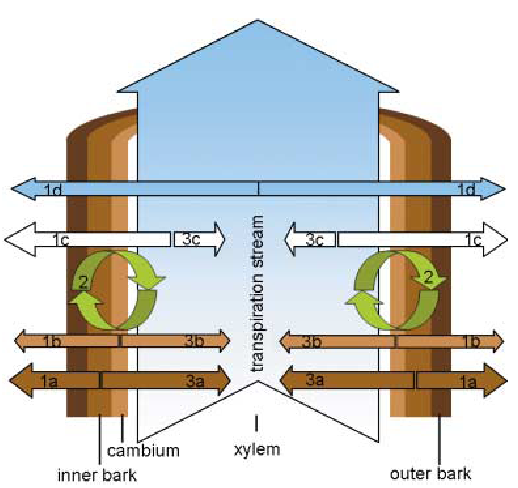 1d 1d
1c 3c 3c 1c
2 2
transpiration stream
1b 3b 3b 1b
1a 3a 3a 1a
cambium
xylem
inner bark
outer bark